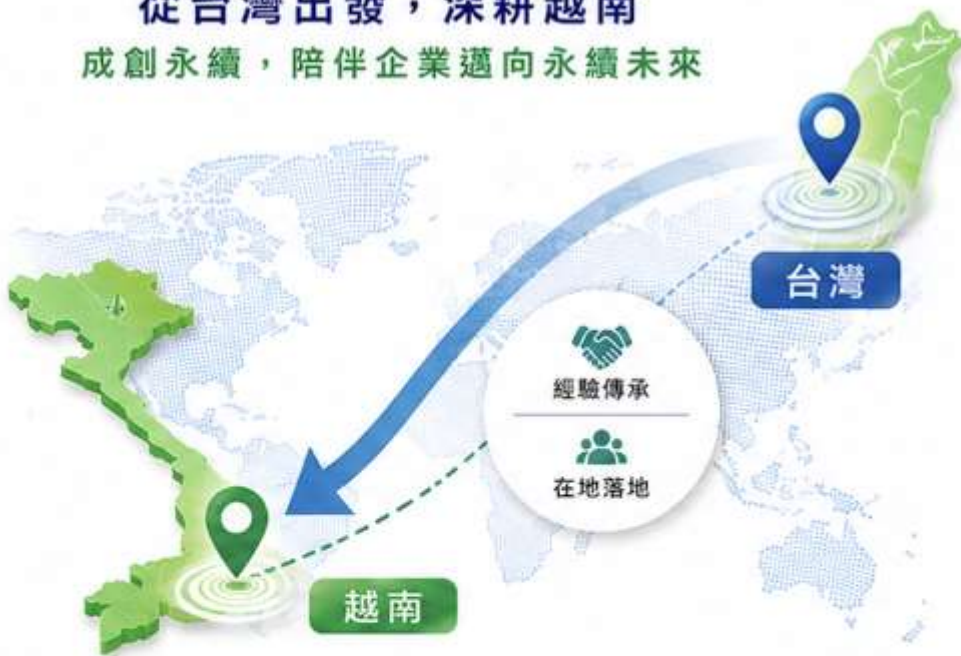 從台灣出發，深耕越南
成創永續，陪伴企業邁向永續未來
台灣
經驗傳承
在地落地
越南